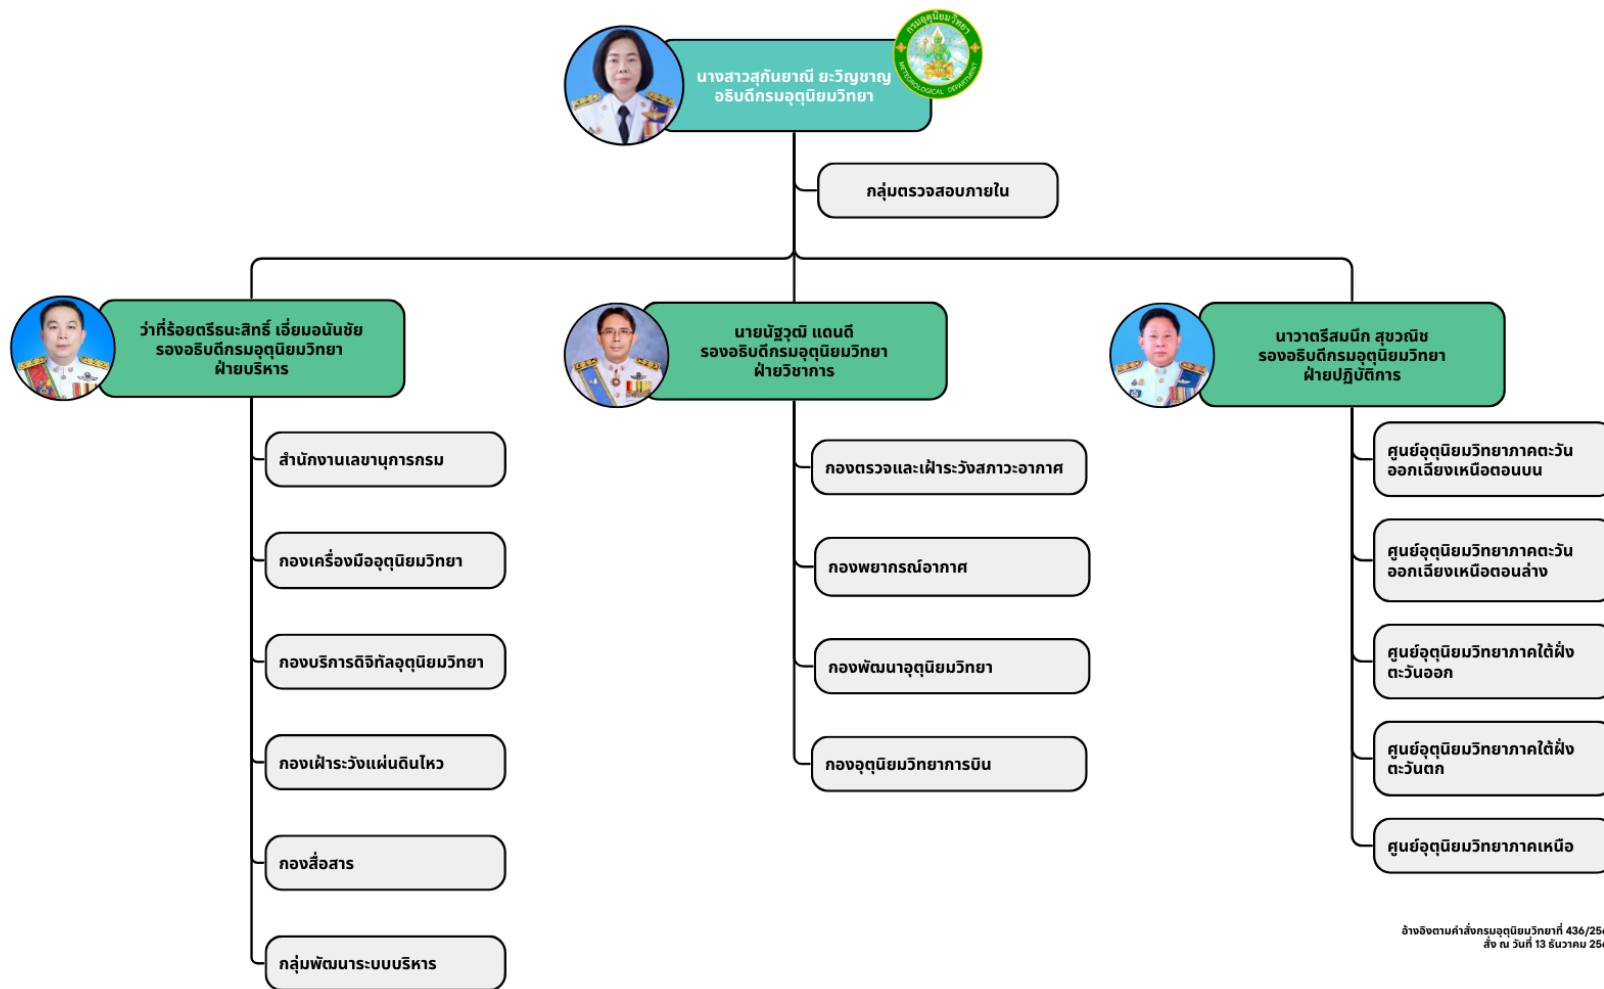 กรมอุตุนิยมวิทยา
METEOROLOGICAL DEPARTMENT
นางสาวสุกันยาณี ยะวิญชาญ
อธิบดีกรมอุตุนิยมวิทยา
กลุ่มตรวจสอบภายใน
ว่าที่ร้อยตรีธนะสิทธิ์ เอี่ยมอนันชัย
รองอธิบดีกรมอุตุนิยมวิทยา
ฝ่ายบริหาร
สำนักงานเลขานุการกรม
กองเครื่องมืออุตุนิยมวิทยา
กองบริการดิจิทัลอุตุนิยมวิทยา
กองเฝ้าระวังแผ่นดินไหว
กองสื่อสาร
กลุ่มพัฒนาระบบบริหาร
นายนัฐวุฒิ แดนดี
รองอธิบดีกรมอุตุนิยมวิทยา
ฝ่ายวิชาการ
กองตรวจและเฝ้าระวังสภาวะอากาศ
กองพยากรณ์อากาศ
กองพัฒนาอุตุนิยมวิทยา
กองอุตุนิยมวิทยาการบิน
นาวาตรีสมนึก สุขวณิช
รองอธิบดีกรมอุตุนิยมวิทยา
ฝ่ายปฏิบัติการ
ศูนย์อุตุนิยมวิทยาภาคตะวัน
ออกเฉียงเหนือตอนบน
ศูนย์อุตุนิยมวิทยาภาคตะวัน
ออกเฉียงเหนือตอนล่าง
ศูนย์อุตุนิยมวิทยาภาคใต้ฝั่ง
ตะวันออก
ศูนย์อุตุนิยมวิทยาภาคใต้ฝั่ง
ตะวันตก
ศูนย์อุตุนิยมวิทยาภาคเหนือ
อ้างอิงตามคำสั่งกรมอุตุนิยมวิทยาที่
สั่ง ณ วันที่ 13 ธันวาคม